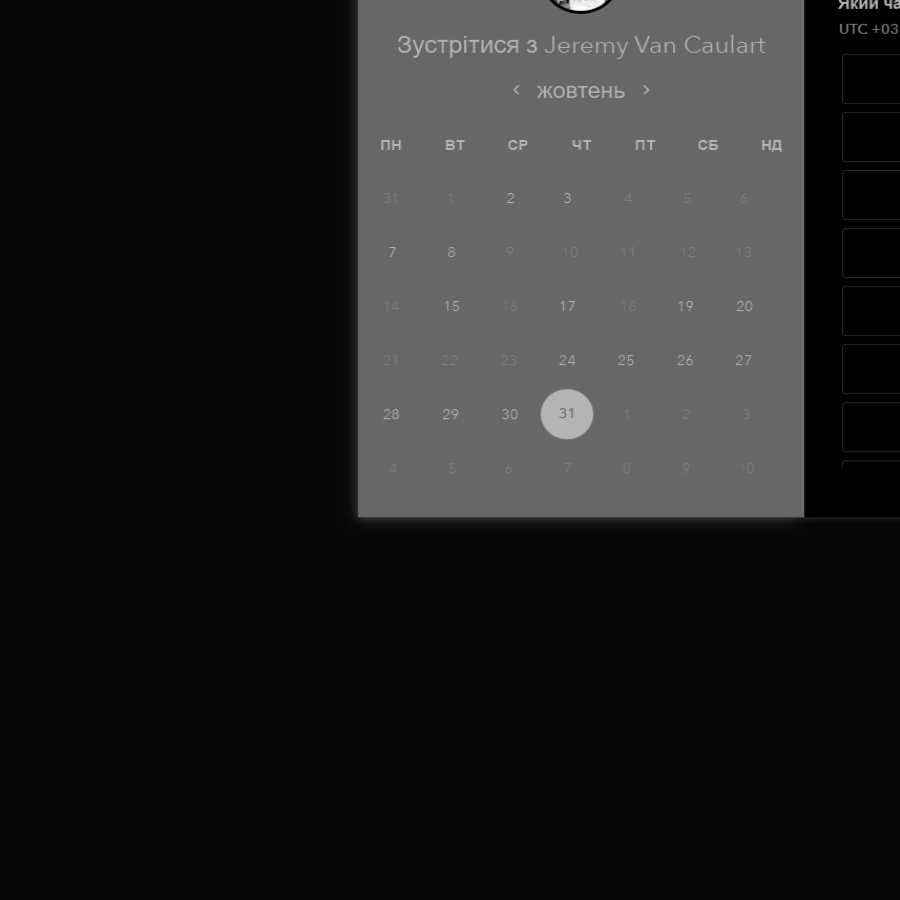 Зустрітися з Jeremy Van Caulart
жовтень
ПН ВТ СР ЧТ ПТ СБ НД
31 1 2 3 4 5 6
7 8 9 10 11 12 13
14 15 16 17 18 19 20
21 22 23 24 25 26 27
28 29 30 31 1 2 3
4 5 6 7 8 9 10
Який
UTC +03